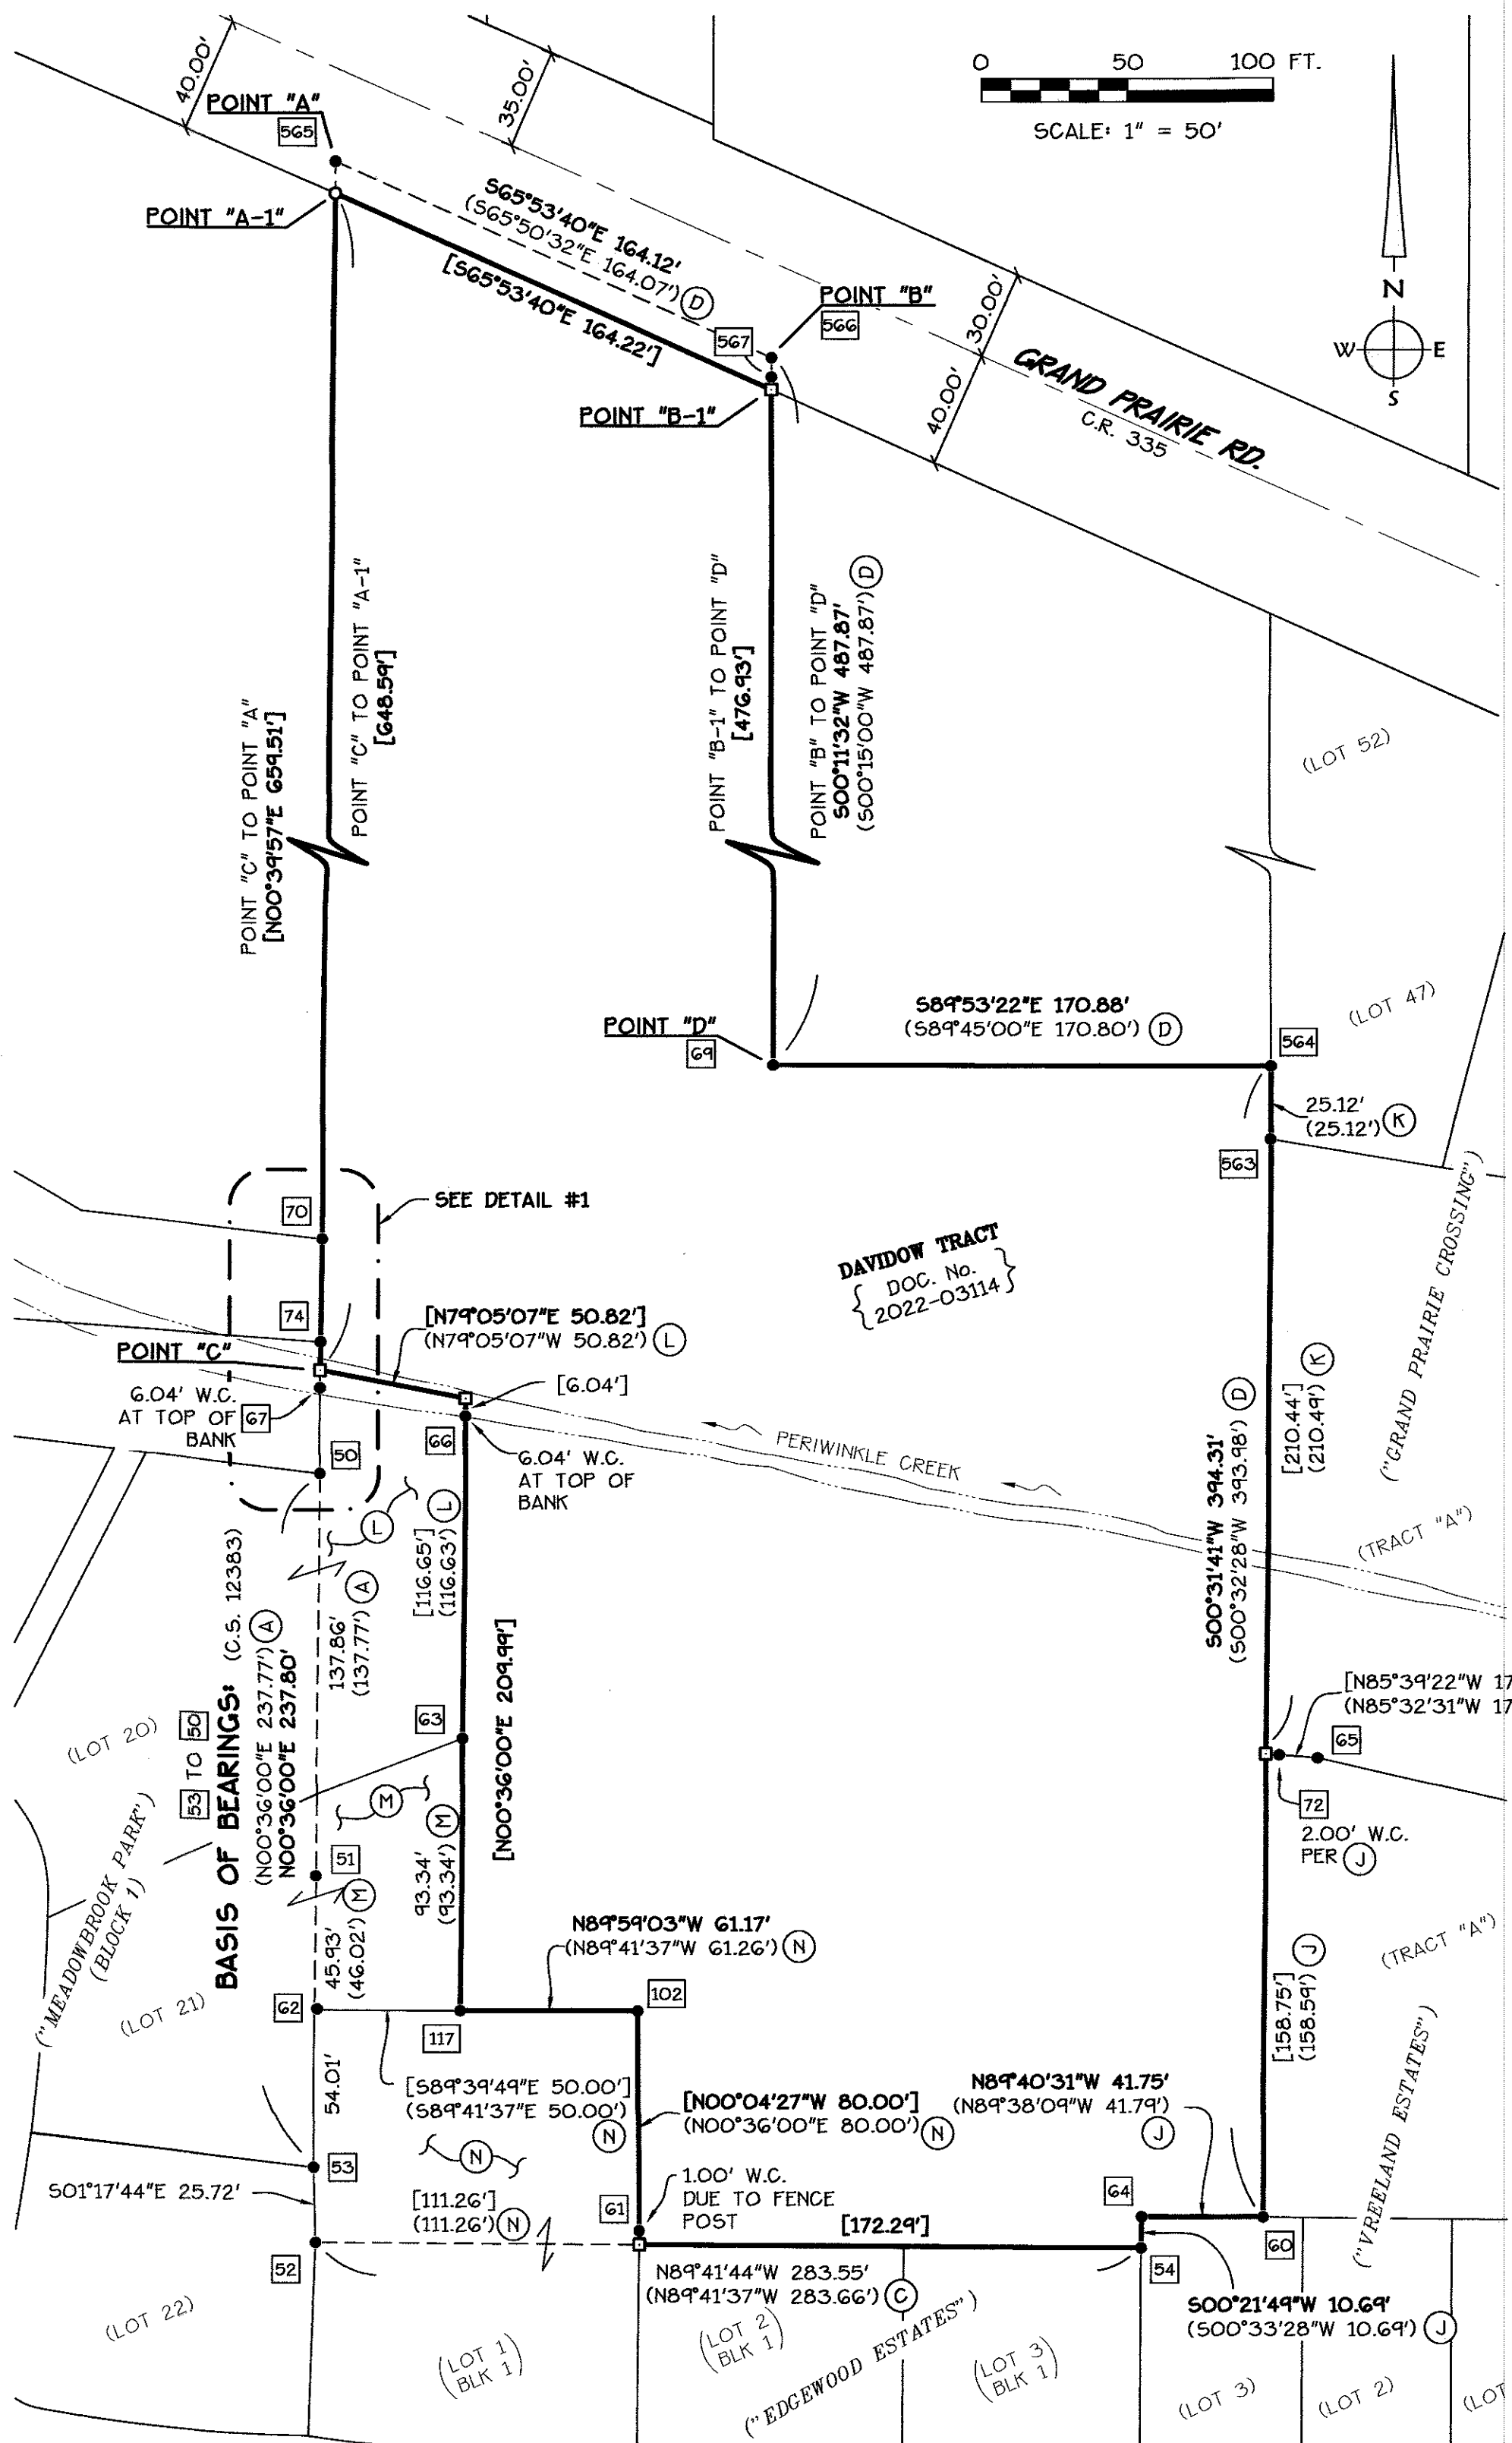 40.00'
35.00'
0 50 100 FT.
SCALE: 1" = 50'
POINT "A"
565
POINT "A-1"
S65°53'40"E 164.12'
(S65°50'32"E 164.07') D
[S65°53'40"E 164.22']
POINT "B"
566
567
POINT "B-1"
30.00'
40.00'
GRAND PRAIRIE RD.
C.R. 335
N
W E
S
POINT "C" TO POINT "A"
[N00°39'57"E 659.51']
POINT "C" TO POINT "A-1"
[648.59']
POINT "B-1" TO POINT "D"
[476.93']
POINT "B" TO POINT "D"
S00°11'32"W 487.87'
(S00°15'00"W 487.87') D
(LOT 52)
(LOT 47)
POINT "D"
69
S89°53'22"E 170.88'
(S89°45'00"E 170.80') D
564
25.12'
(25.12') K
563
("GRAND PRAIRIE CROSSING")
70
SEE DETAIL #1
DAVIDOW TRACT
DOC. No.
2022-03114
74
[N79°05'07"E 50.82']
(N79°05'07"W 50.82') L
POINT "C"
6.04' W.C.
AT TOP OF
BANK
67
[6.04']
66
6.04' W.C.
AT TOP OF
BANK
50
PERIWINKLE CREEK
S00°31'41"W 394.31'
(S00°32'28"W 393.98') D
[210.44']
(210.49') K
(TRACT "A")
L
[116.65']
(116.63') L
137.86'
(137.77') A
BASIS OF BEARINGS: (C.S. 12383)
53 TO 50
(N00°36'00"E 237.77') A
N00°36'00"E 237.80'
[N00°36'00"E 209.99']
63
M
93.34'
(93.34') M
51
45.93'
(46.02') M
(LOT 20)
("MEADOWBROOK PARK")
(BLOCK 1)
(LOT 21)
[N85°39'22"W 17
(N85°32'31"W 17
65
72
2.00' W.C.
PER J
(TRACT "A")
N89°59'03"W 61.17'
(N89°41'37"W 61.26') N
62
117
102
54.01'
[S89°39'49"E 50.00']
(S89°41'37"E 50.00')
N
[N00°04'27"W 80.00']
(N00°36'00"E 80.00') N
N89°40'31"W 41.75'
(N89°38'09"W 41.79')
J
[158.75']
(158.59') J
("VREELAND ESTATES")
N
53
S01°17'44"E 25.72'
[111.26']
(111.26') N
61
1.00' W.C.
DUE TO FENCE
POST
[172.29']
64
60
52
N89°41'44"W 283.55'
(N89°41'37"W 283.66') C
54
S00°21'49"W 10.69'
(S00°33'28"W 10.69') J
(LOT 22)
(LOT 1
BLK 1)
(LOT 2
BLK 1)
("EDGEWOOD ESTATES")
(LOT 3
BLK 1)
(LOT 3)
(LOT 2)
(LOT